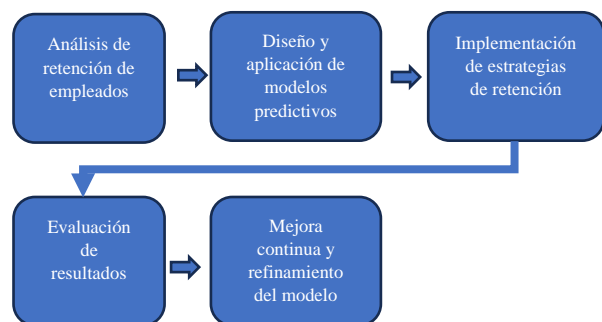 Análisis de
retención de
empleados
Diseño y
aplicación de
modelos
predictivos
Implementación
de estrategias
de retención
Evaluación
de
resultados
Mejora
continua y
refinamiento
del modelo